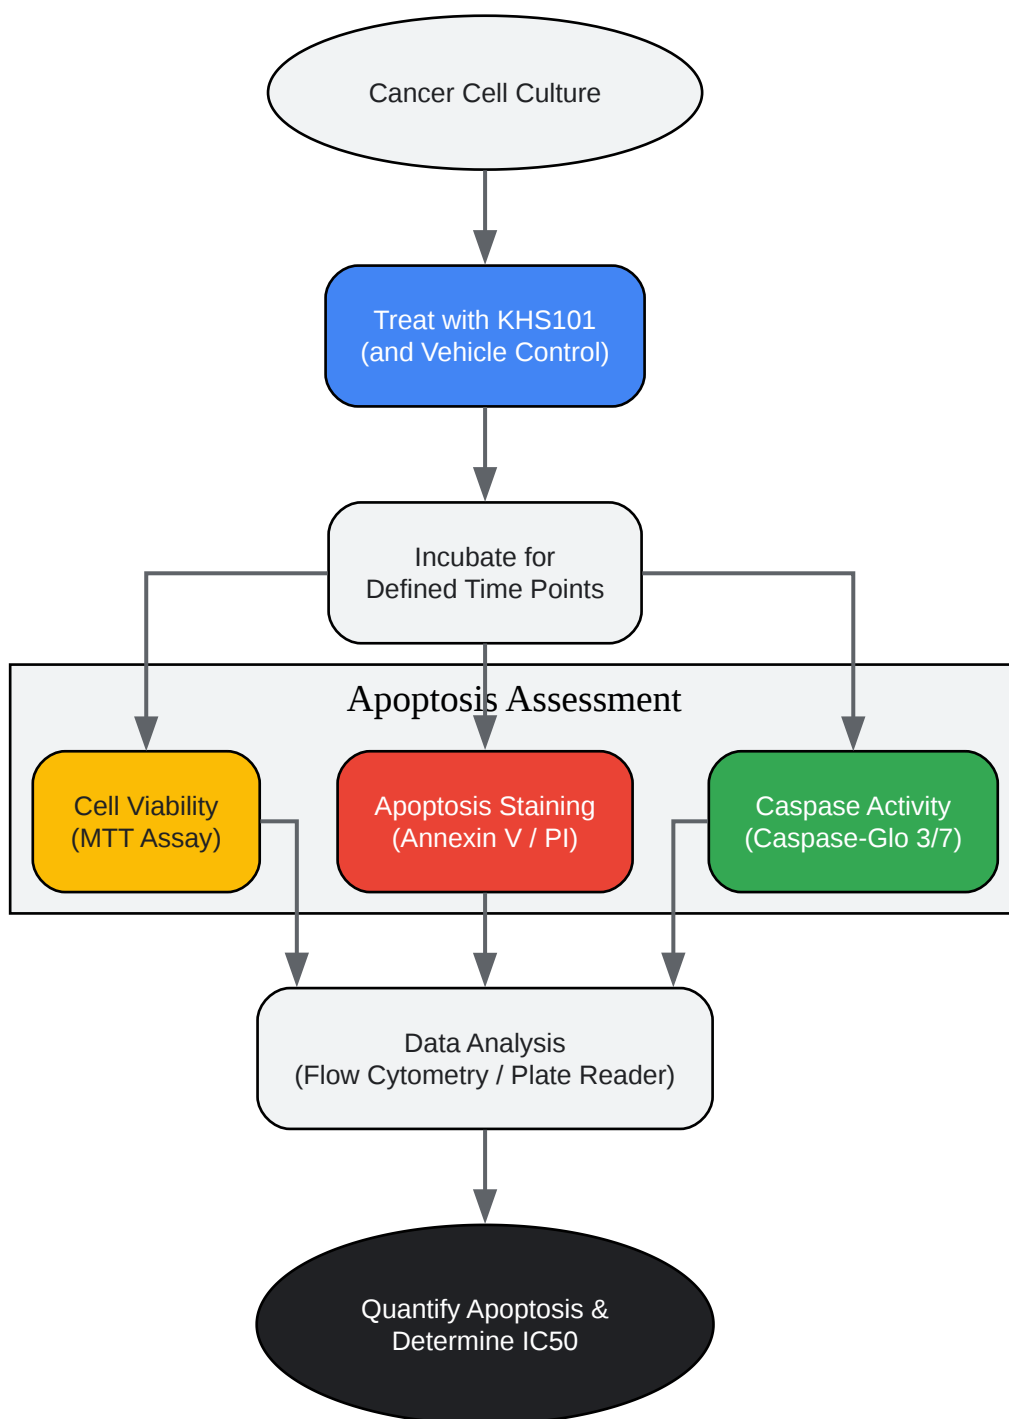 Cancer Cell Culture
Treat with KHS101
(and Vehicle Control)
Incubate for
Defined Time Points
Apoptosis Assessment
Cell Viability
(MTT Assay)
Apoptosis Staining
(Annexin V / PI)
Caspase Activity
(Caspase-Glo 3/7)
Data Analysis
(Flow Cytometry / Plate Reader)
Quantify Apoptosis &
Determine IC50